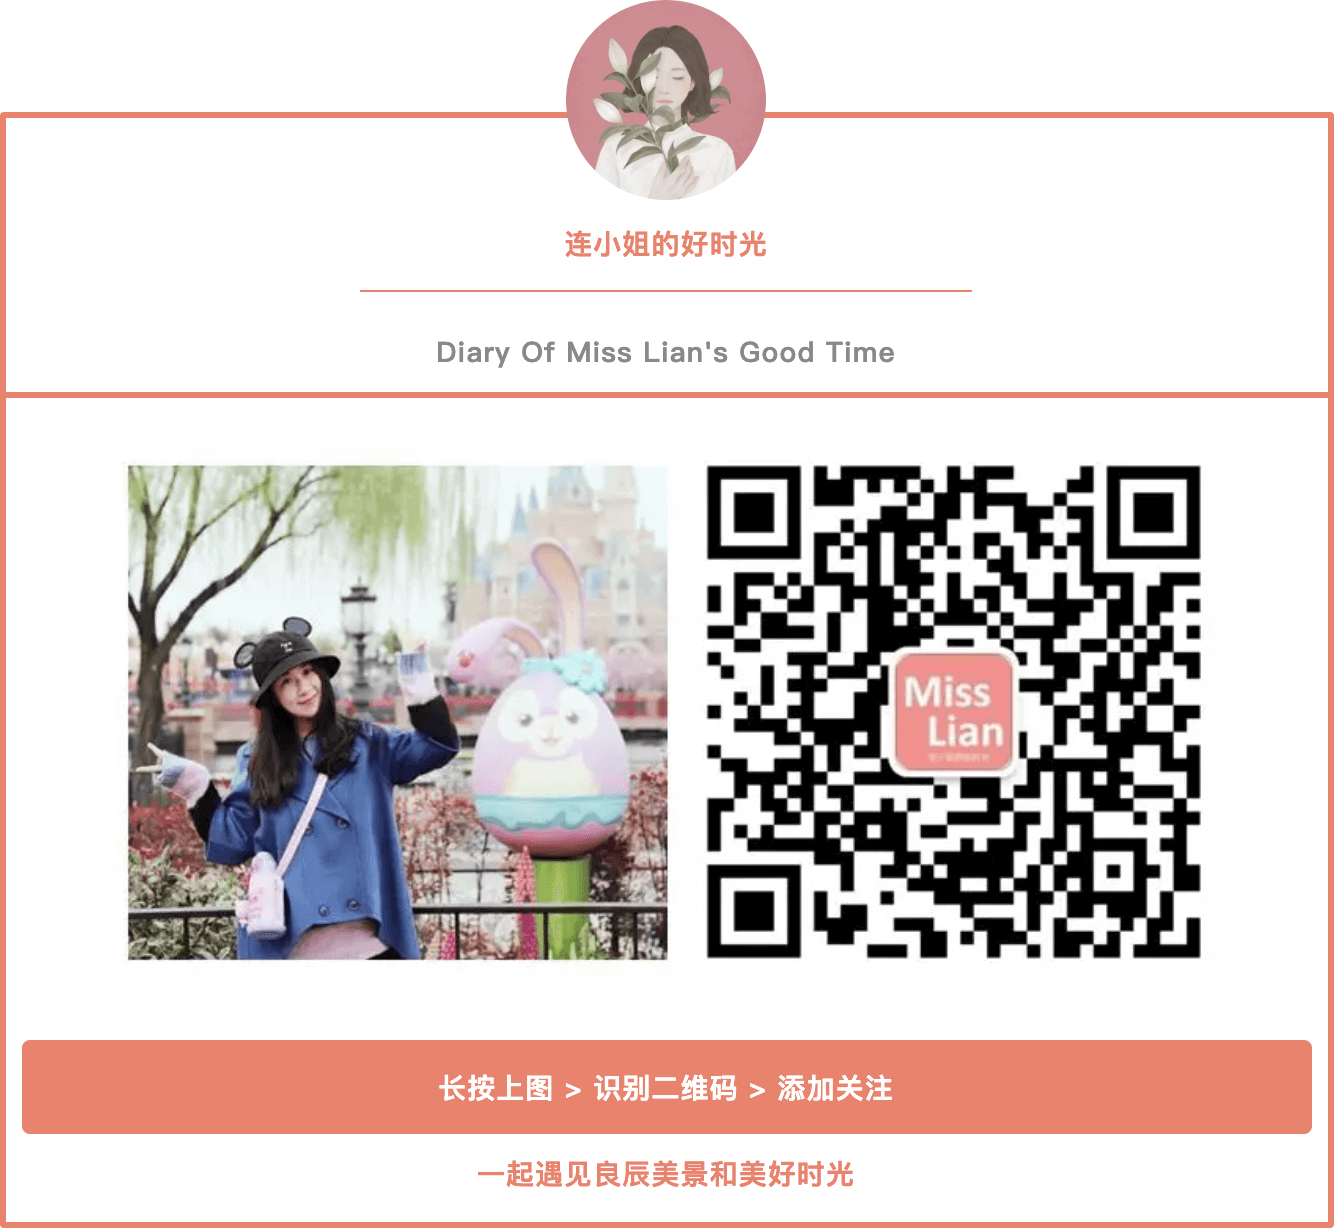 连小姐的好时光
Diary Of Miss Lian's Good Time
Miss
Lian
长按上图 > 识别二维码 > 添加关注
一起遇见良辰美景和美好时光